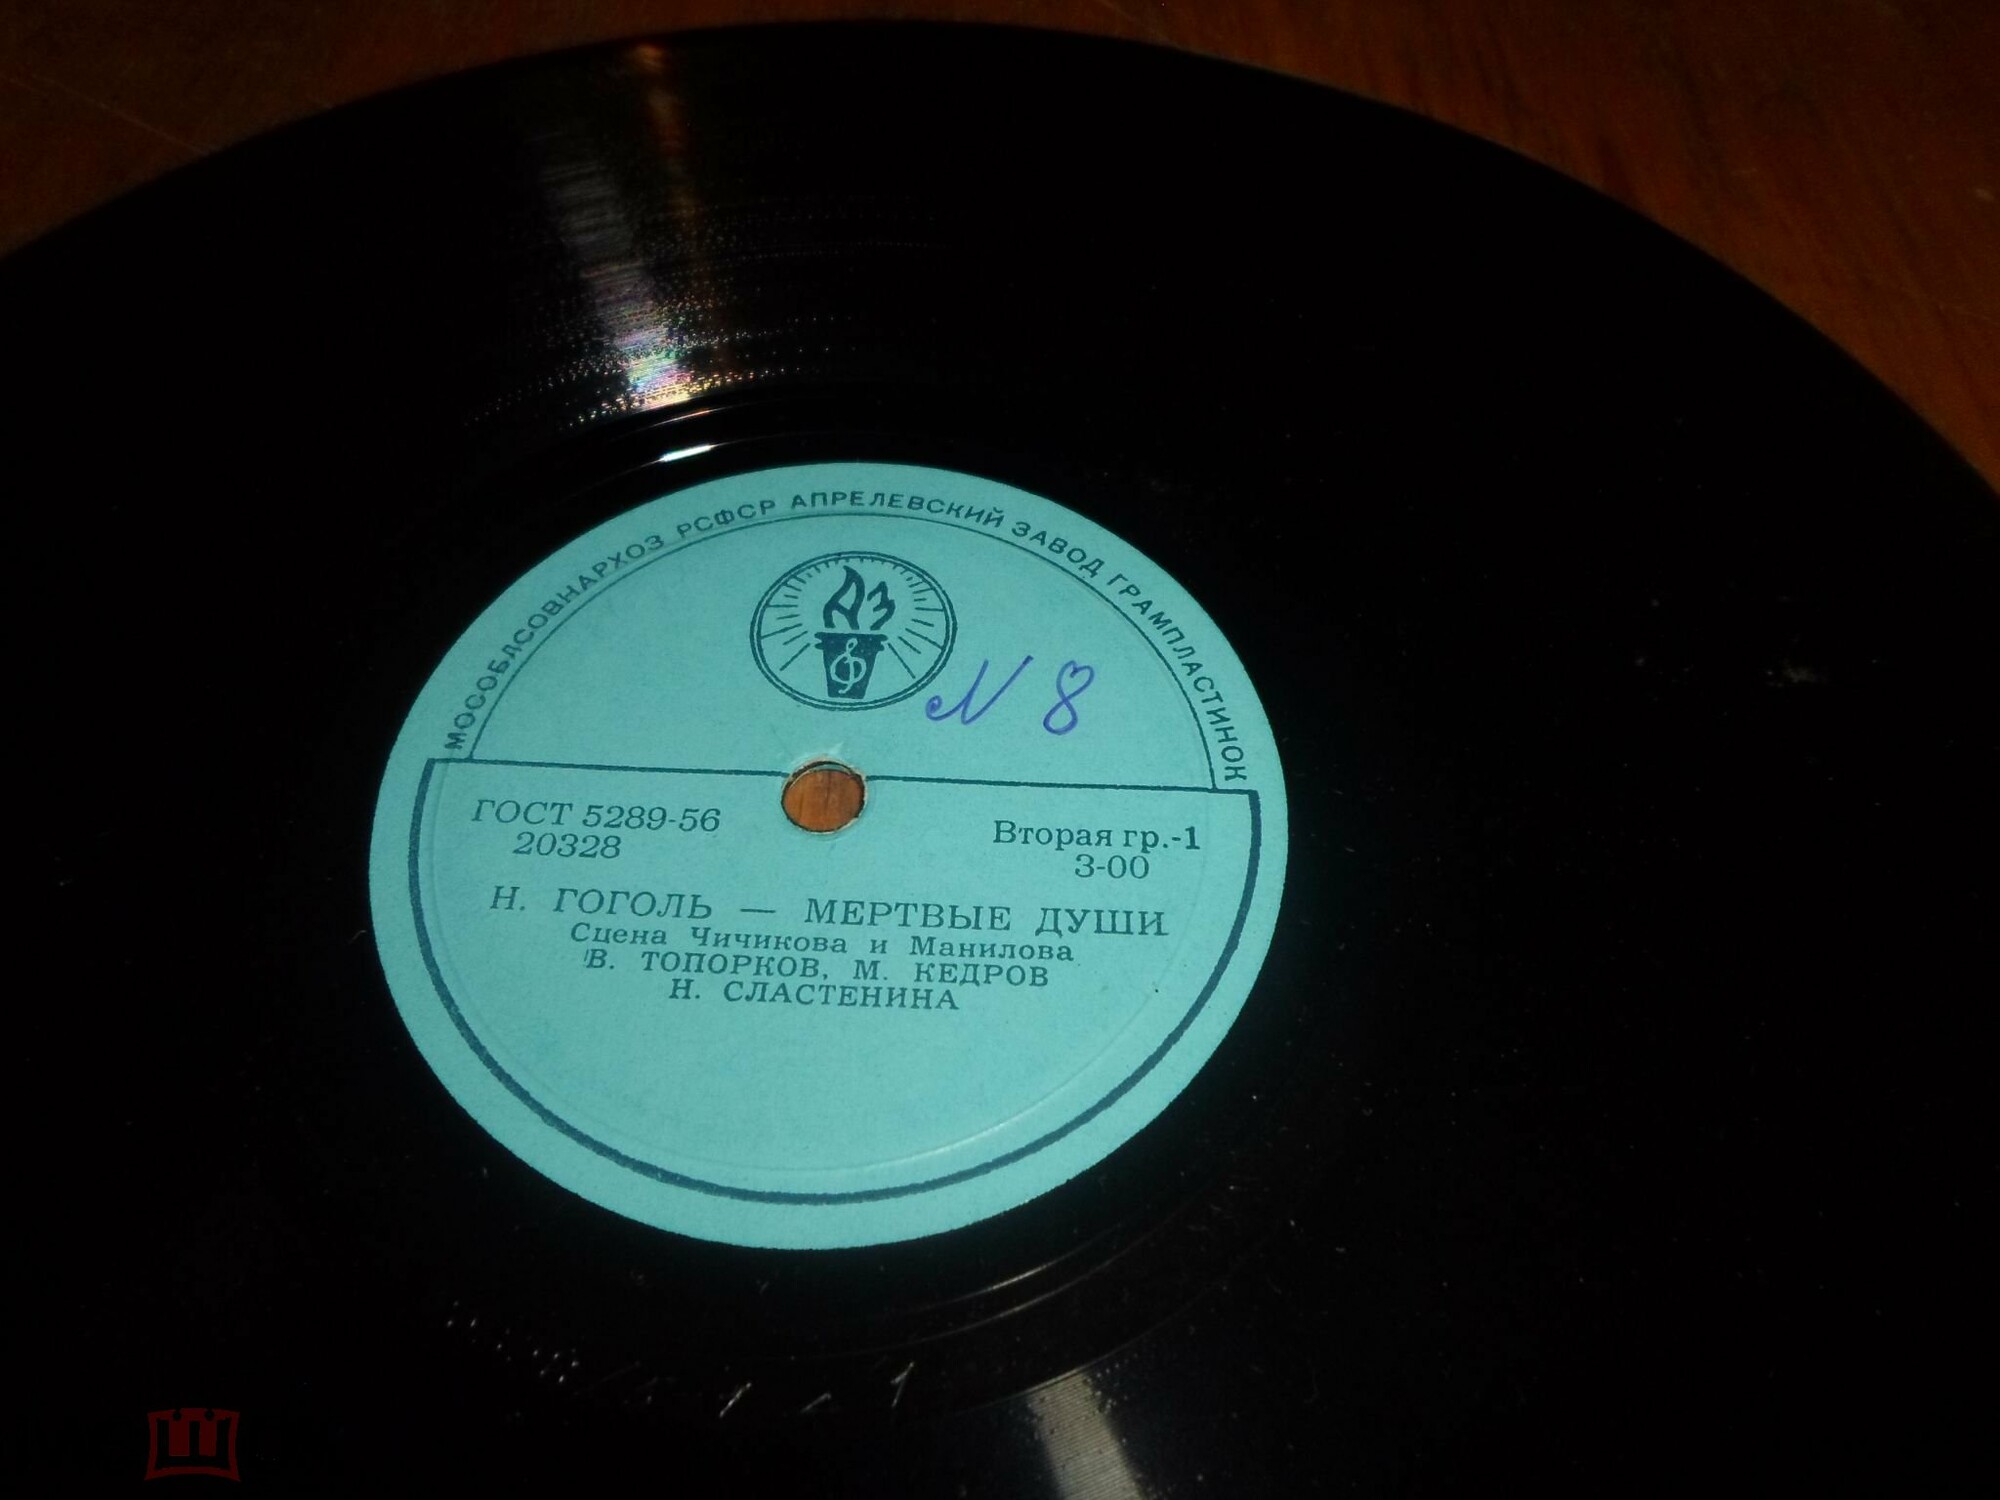 МОСОБЛСОВНАРХОЗ РСФСР АПРЕЛЕВСКИЙ ЗАВОД ГРАМПЛАСТИНОК
АЗ
N 8
ГОСТ 5289-56
20328
Вторая гр.-1
3-00
Н. ГОГОЛЬ — МЕРТВЫЕ ДУШИ
Сцена Чичикова и Манилова
В. ТОПОРКОВ, М. КЕДРОВ
Н. СЛАСТЕНИНА